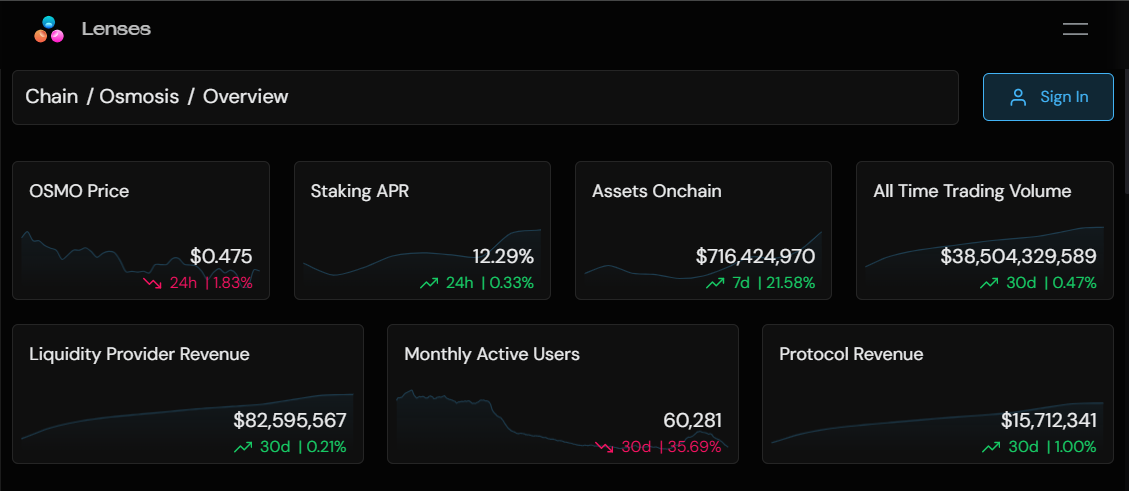 Lenses
Chain / Osmosis / Overview
Sign In
OSMO Price
$0.475
24h | 1.83%
Staking APR
12.29%
24h | 0.33%
Assets Onchain
$716,424,970
7d | 21.58%
All Time Trading Volume
$38,504,329,589
30d | 0.47%
Liquidity Provider Revenue
$82,595,567
30d | 0.21%
Monthly Active Users
60,281
30d | 35.69%
Protocol Revenue
$15,712,341
30d | 1.00%